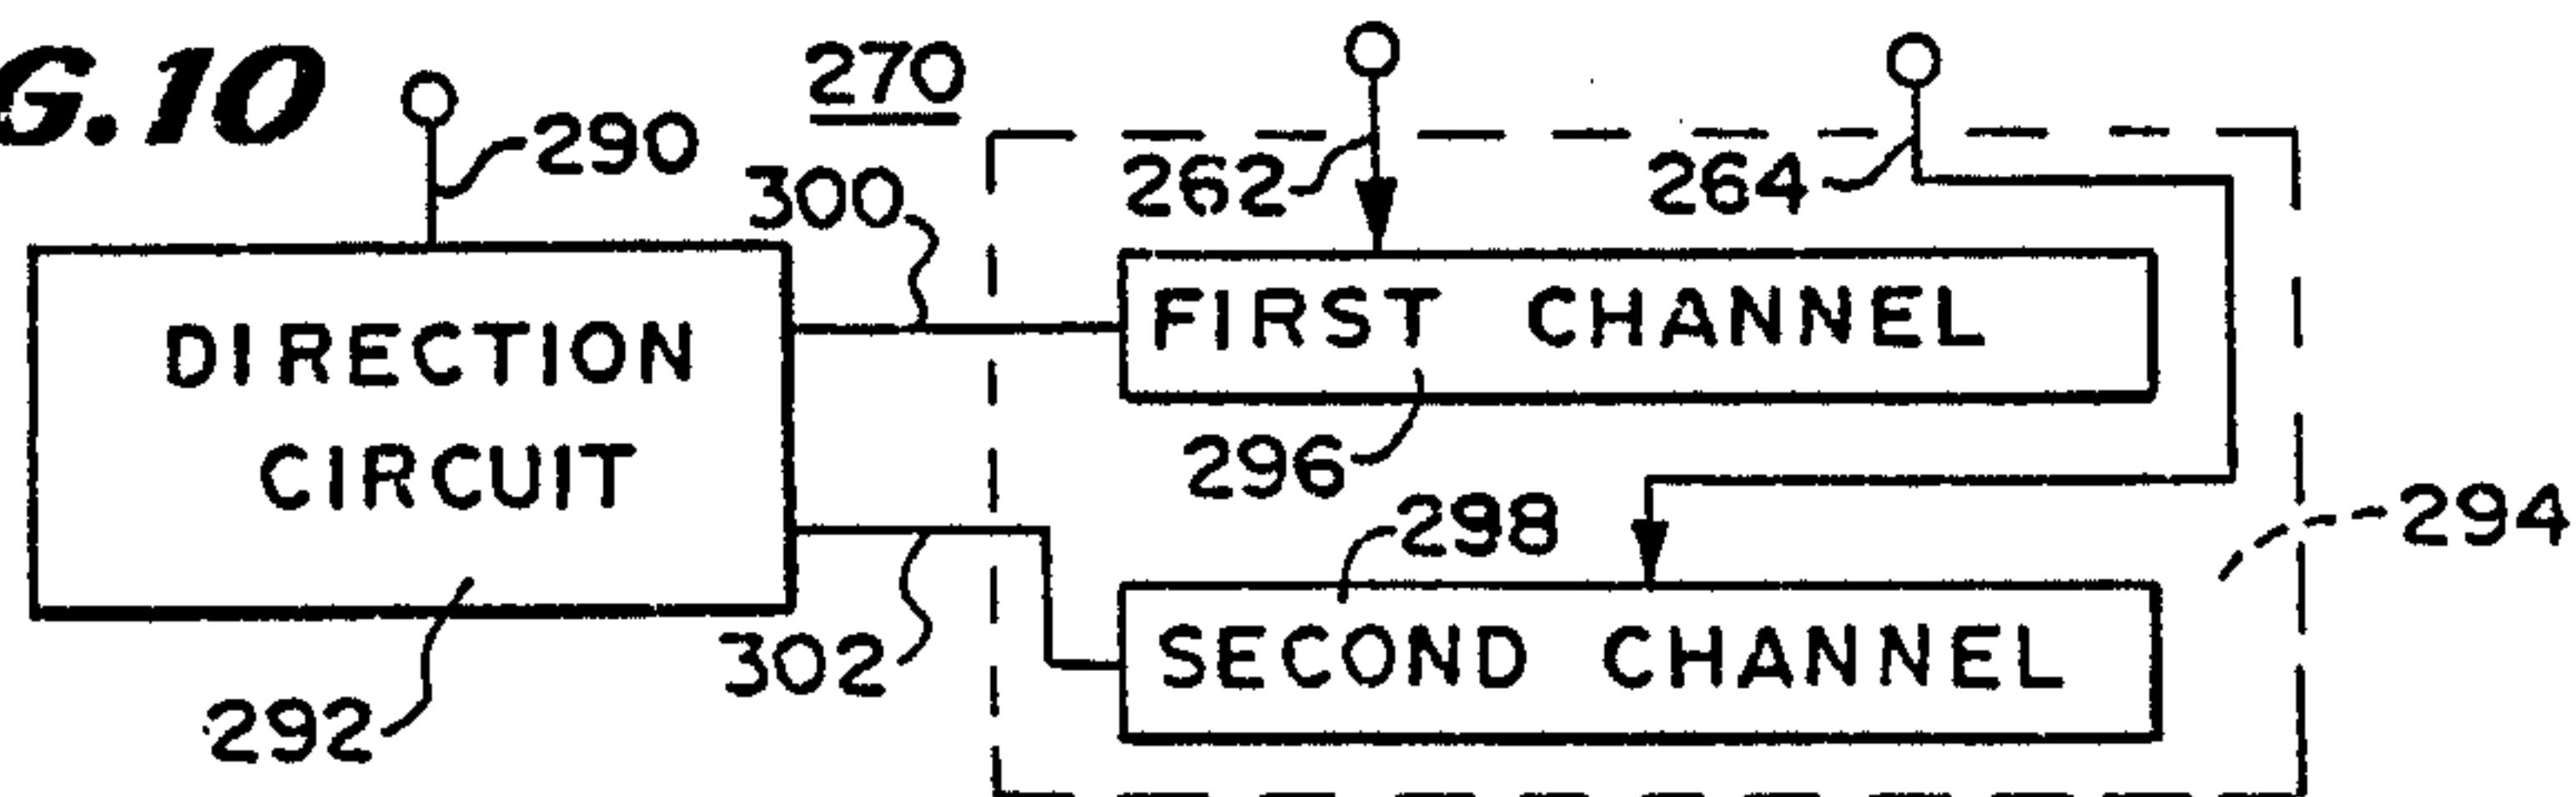 G. 10
270
290
300
262
264
DIRECTION
CIRCUIT
FIRST CHANNEL
296
298
294
302
SECOND CHANNEL
292